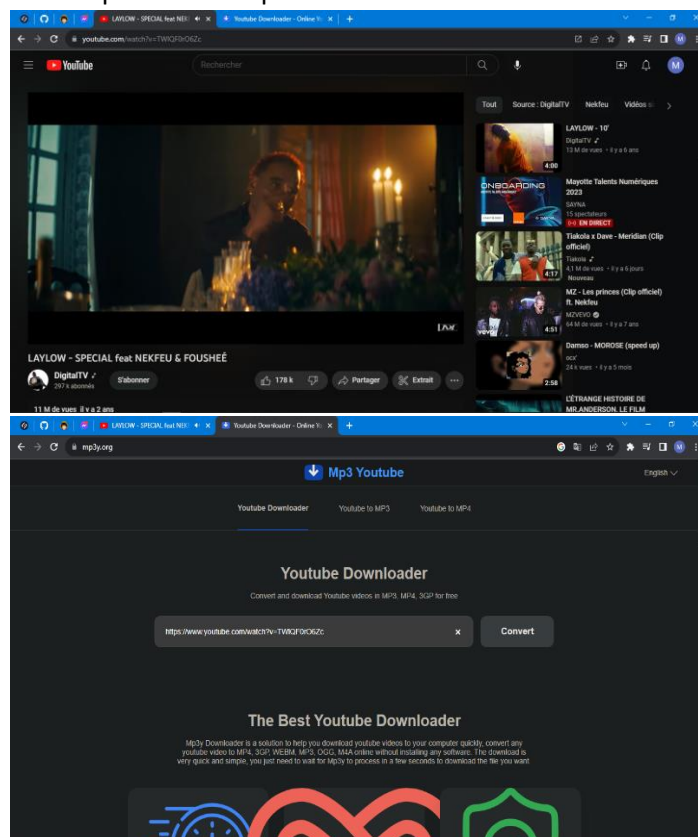 LAYLOW - SPECIAL feat NEK
Youtube Downloader - Online Yo
youtube.com/watch?v=TWIQF0rO6Zc
YouTube
Rechercher
M
Tout Source : DigitalTV Nekfeu Vidéos
LAYLOW - 10'
DigitalTV
13 M de vues • il y a 6 ans
4:00
ONBOARDING
Mayotte Talents Numériques
2023
SAYNA
15 spectateurs
EN DIRECT
Tiakola x Dave - Meridian (Clip
officiel)
Tiakola
4,1 M de vues • il y a 6 jours
Nouveau
4:17
MZ - Les princes (Clip officiel)
ft. Nekfeu
MZVEVO
64 M de vues • il y a 7 ans
vevo
4:51
Damso - MOROSE (speed up)
ocx'
24 k vues • il y a 5 mois
2:58
L'ÉTRANGE HISTOIRE DE
MR.ANDERSON, LE FILM
LAYLOW - SPECIAL feat NEKFEU & FOUSHEÉ
DigitalTV
297 k abonnés
S'abonner
178 k
Partager
Extrait
11 M de vues il y a 2 ans
LAYLOW - SPECIAL feat NEK
Youtube Downloader - Online Yo
mp3y.org
Mp3 Youtube
English
Youtube Downloader Youtube to MP3 Youtube to MP4
Youtube Downloader
Convert and download Youtube videos in MP3, MP4, 3GP for free
https://www.youtube.com/watch?v=TWIQF0rO6Zc
Convert
The Best Youtube Downloader
Mp3y Downloader is a solution to help you download youtube videos to your computer quickly, convert any
youtube video to MP4, 3GP, WEBM, MP3, OGG, M4A online without installing any software. The download is
very quick and simple, you just need to wait for Mp3y to process in a few seconds to download the file you want